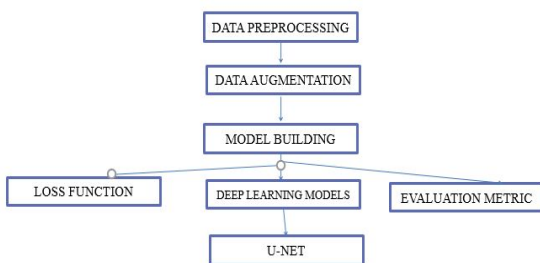 DATA PREPROCESSING
DATA AUGMENTATION
MODEL BUILDING
LOSS FUNCTION
DEEP LEARNING MODELS
EVALUATION METRIC
U-NET